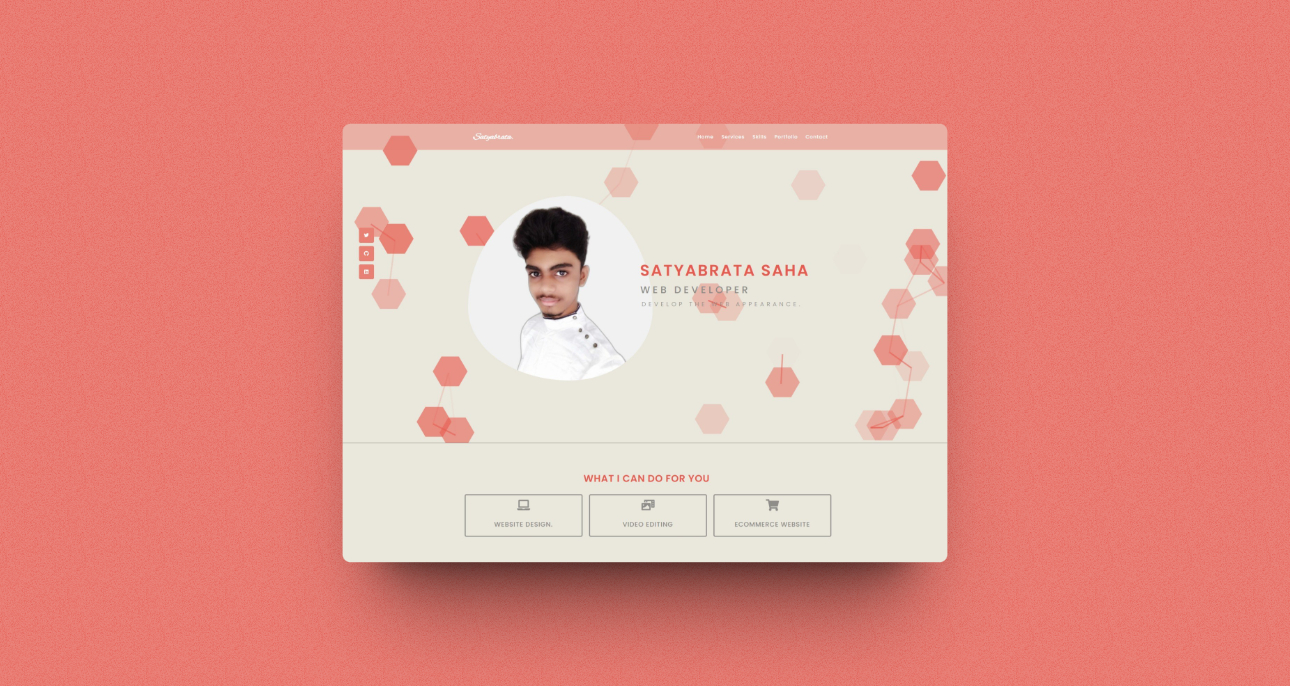 Satyabrata.
Home Services Skills Portfolio Contact
SATYABRATA SAHA
WEB DEVELOPER
DEVELOP THE WEB APPEARANCE.
WHAT I CAN DO FOR YOU
WEBSITE DESIGN.
VIDEO EDITING
ECOMMERCE WEBSITE